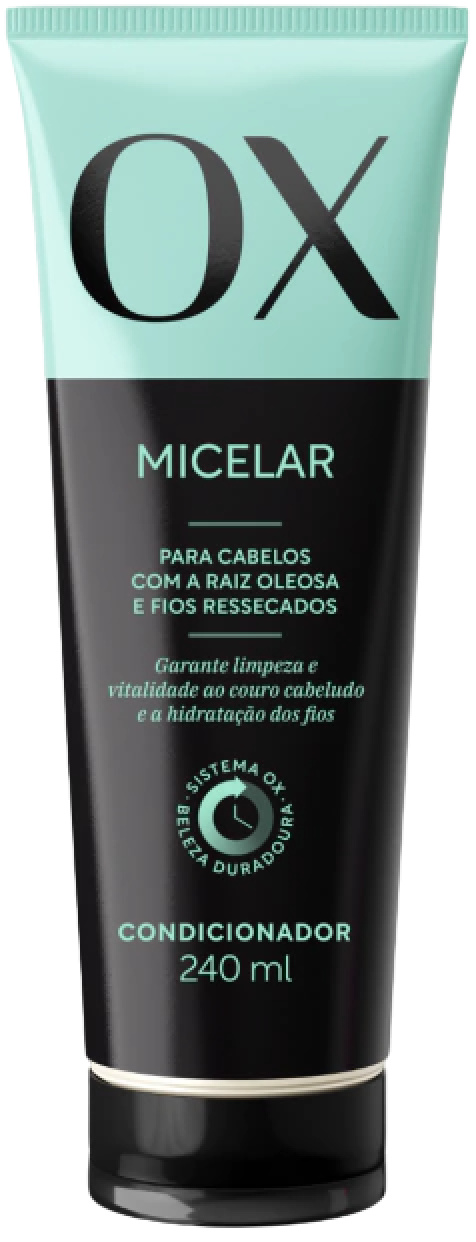 OX
MICELAR
PARA CABELOS
COM A RAIZ OLEOSA
E FIOS RESSECADOS
Garante limpeza e
vitalidade ao couro cabeludo
e a hidratação dos fios
· SISTEMA OX ·
BELEZA DURADOURA
CONDICIONADOR
240 ml